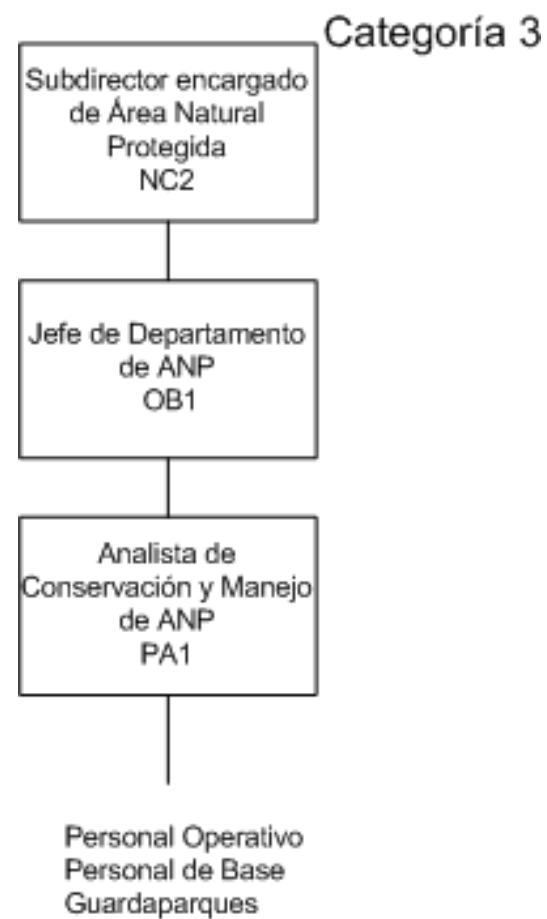 Categoría 3
Subdirector encargado
de Área Natural
Protegida
NC2
Jefe de Departamento
de ANP
OB1
Analista de
Conservación y Manejo
de ANP
PA1
Personal Operativo
Personal de Base
Guardaparques